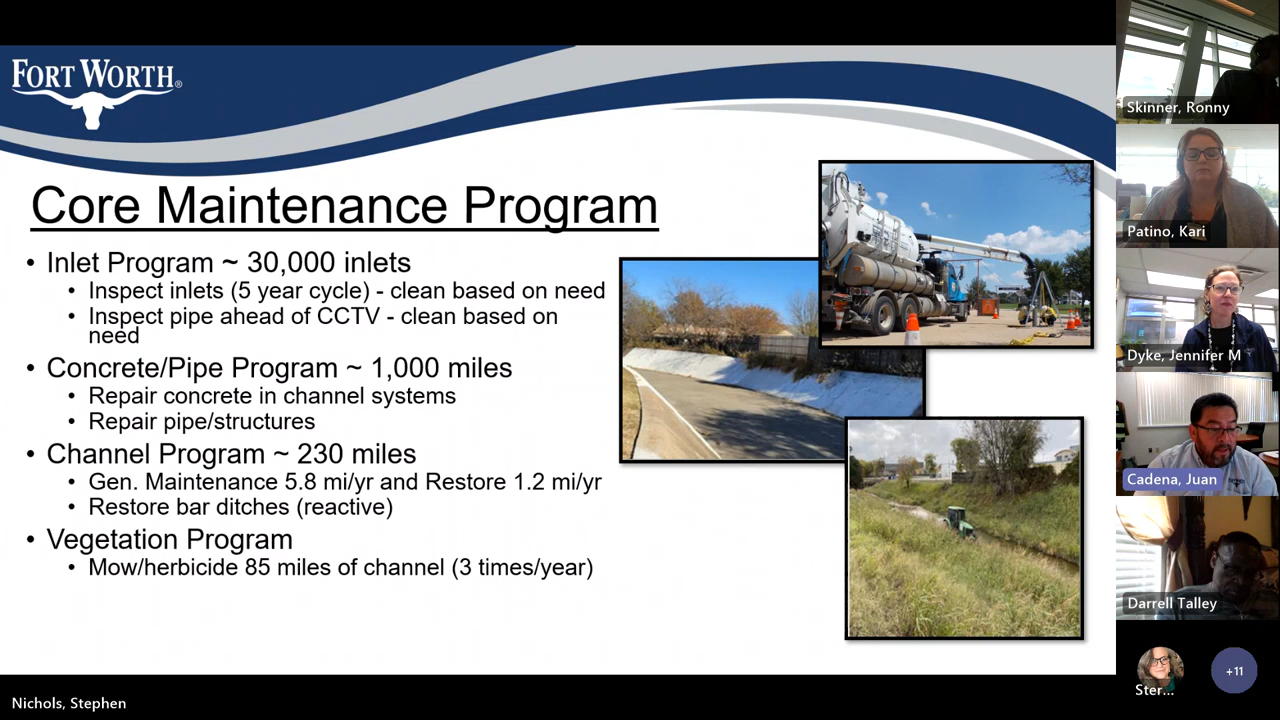 FORT WORTH®
Core Maintenance Program
• Inlet Program ~ 30,000 inlets
• Inspect inlets (5 year cycle) - clean based on need
• Inspect pipe ahead of CCTV - clean based on
need
• Concrete/Pipe Program ~ 1,000 miles
• Repair concrete in channel systems
• Repair pipe/structures
• Channel Program ~ 230 miles
• Gen. Maintenance 5.8 mi/yr and Restore 1.2 mi/yr
• Restore bar ditches (reactive)
• Vegetation Program
• Mow/herbicide 85 miles of channel (3 times/year)
Nichols, Stephen
Skinner, Ronny
Patino, Kari
Dyke, Jennifer M
Cadena, Juan
Darrell Talley
Ster...
+11